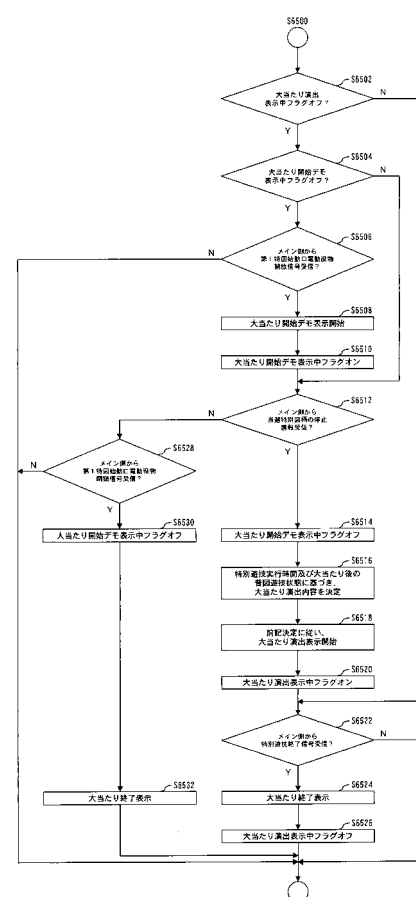 S6500
S6502
大当たり演出
表示中フラグオフ?
N
Y
S6504
大当たり開始デモ
表示中フラグオフ?
N
Y
S6506
メイン側から
第1特図始動口電動役物
開放信号受信?
N
Y
S6508
大当たり開始デモ表示開始
S6510
大当たり開始デモ表示中フラグオン
S6512
メイン側から
当選特別図柄の停止
情報受信?
N
Y
S6528
メイン側から
第1特図始動口電動役物
閉鎖信号受信?
N
Y
S6530
大当たり開始デモ表示中フラグオフ
S6514
大当たり開始デモ表示中フラグオフ
S6516
特別遊技実行時間及び大当たり後の
普図遊技状態に基づき、
大当たり演出内容を決定
S6518
前記決定に従い、
大当たり演出表示開始
S6520
大当たり演出表示中フラグオン
S6522
メイン側から
特別遊技終了信号受信?
N
Y
S6532
大当たり終了表示
S6524
大当たり終了表示
S6526
大当たり演出表示中フラグオフ